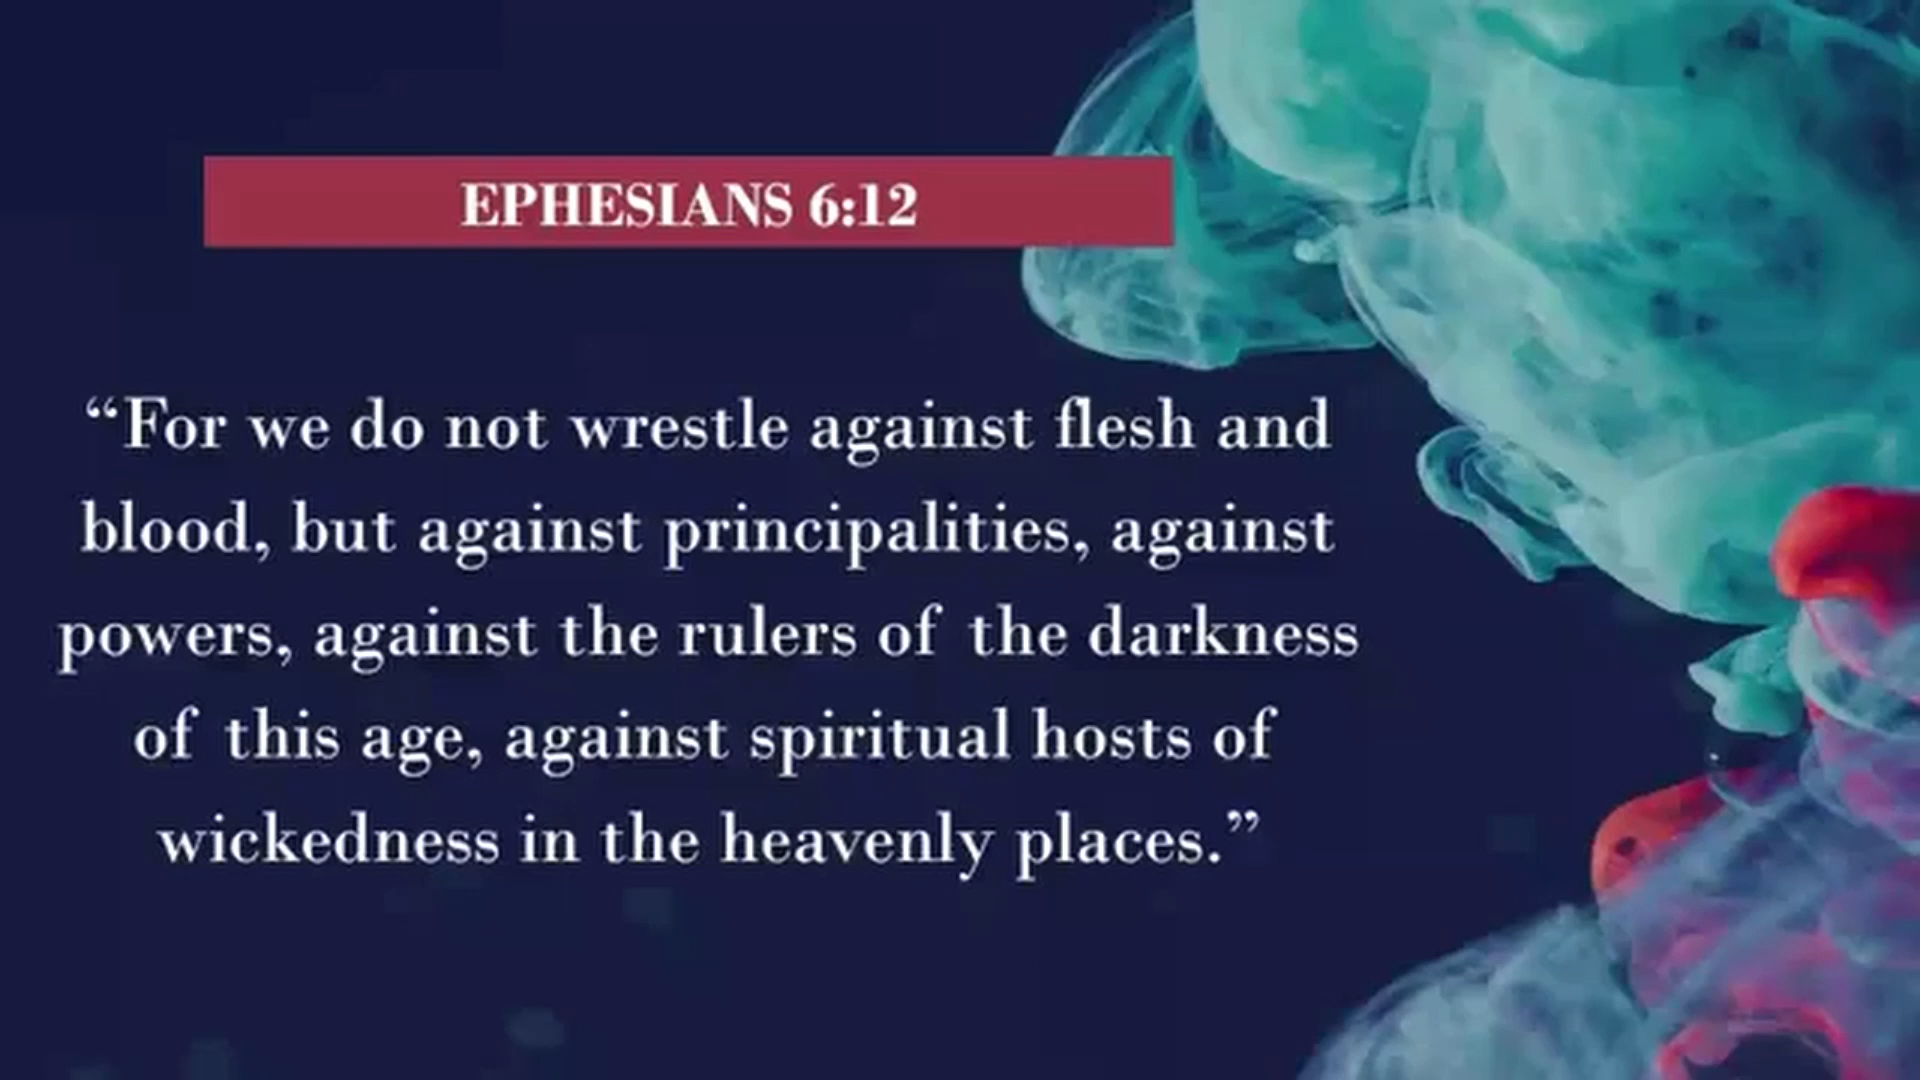 EPHESIANS 6:12
“For we do not wrestle against flesh and
blood, but against principalities, against
powers, against the rulers of the darkness
of this age, against spiritual hosts of
wickedness in the heavenly places.”